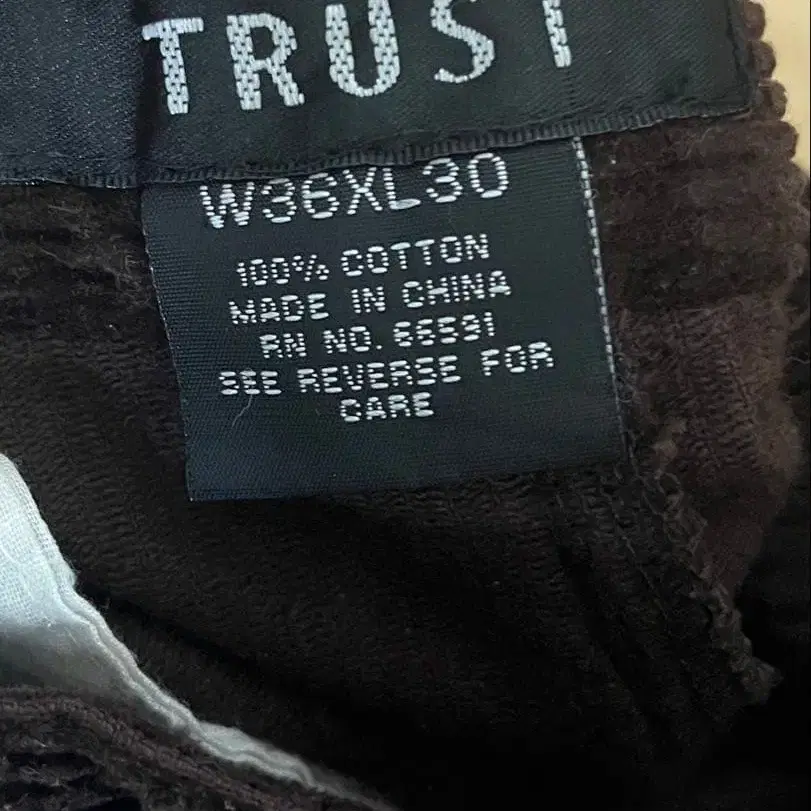 TRUST
W36XL30
100% COTTON
MADE IN CHINA
RN NO. 66591
SEE REVERSE FOR
CARE